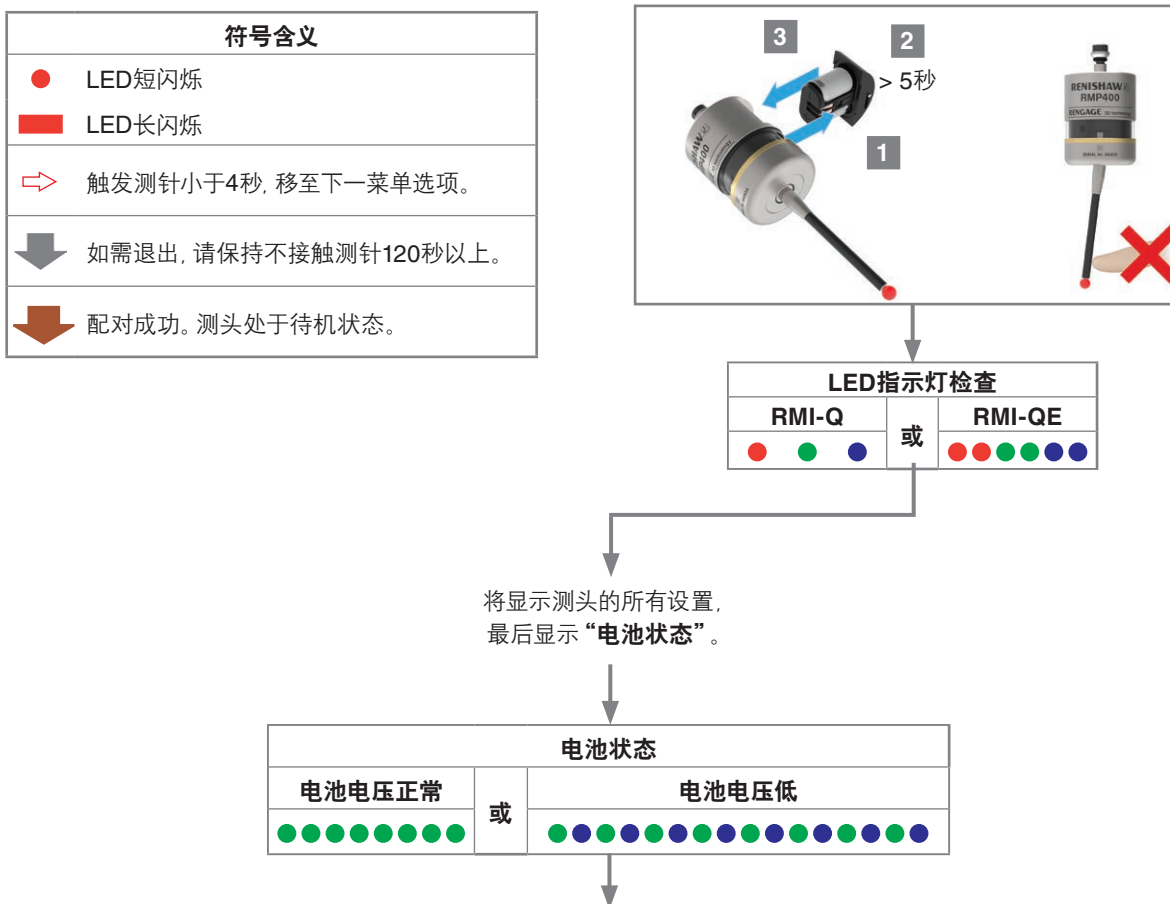 符号含义
LED短闪烁
LED长闪烁
触发测针小于4秒, 移至下一菜单选项。
如需退出, 请保持不接触测针120秒以上。
配对成功。测头处于待机状态。
3
2
> 5秒
1
RENISHAW
RMP400
RENGAGE
LED指示灯检查
RMI-Q
或
RMI-QE
将显示测头的所有设置,
最后显示“电池状态”。
电池状态
电池电压正常
或
电池电压低